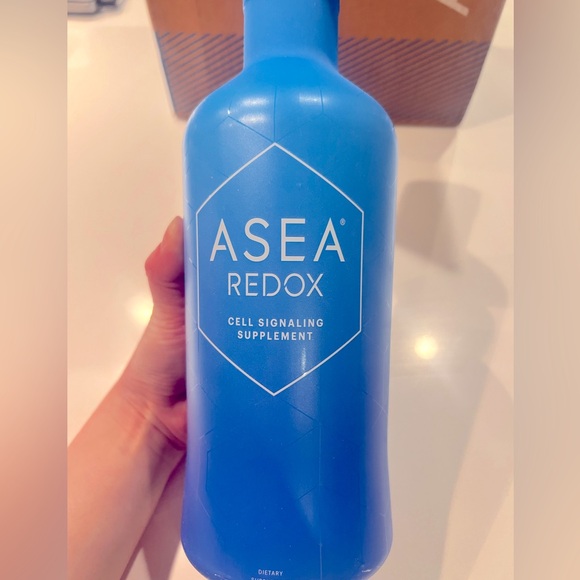 ASEA®
REDOX
CELL SIGNALING
SUPPLEMENT
DIETARY